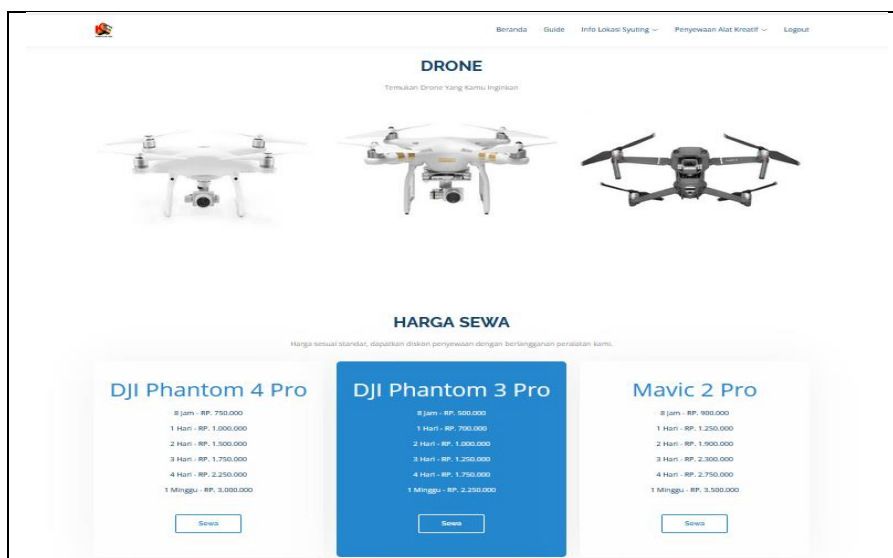 Beranda Guide Info Lokasi Syuting Penyewaan Alat Kreatif Logout
DRONE
Temukan Drone Yang Kamu Inginkan
HARGA SEWA
Harga sesuai standar, dapatkan diskon penyewaan dengan berlangganan peralatan kami.
DJI Phantom 4 Pro
8 Jam - RP. 750.000
1 Hari - RP. 1.000.000
2 Hari - RP. 1.500.000
3 Hari - RP. 1.750.000
4 Hari - RP. 2.250.000
1 Minggu - RP. 3.000.000
Sewa
DJI Phantom 3 Pro
8 Jam - RP. 500.000
1 Hari - RP. 700.000
2 Hari - RP. 1.000.000
3 Hari - RP. 1.250.000
4 Hari - RP. 1.750.000
1 Minggu - RP. 2.250.000
Sewa
Mavic 2 Pro
8 Jam - RP. 900.000
1 Hari - RP. 1.250.000
2 Hari - RP. 1.900.000
3 Hari - RP. 2.300.000
4 Hari - RP. 2.750.000
1 Minggu - RP. 3.500.000
Sewa